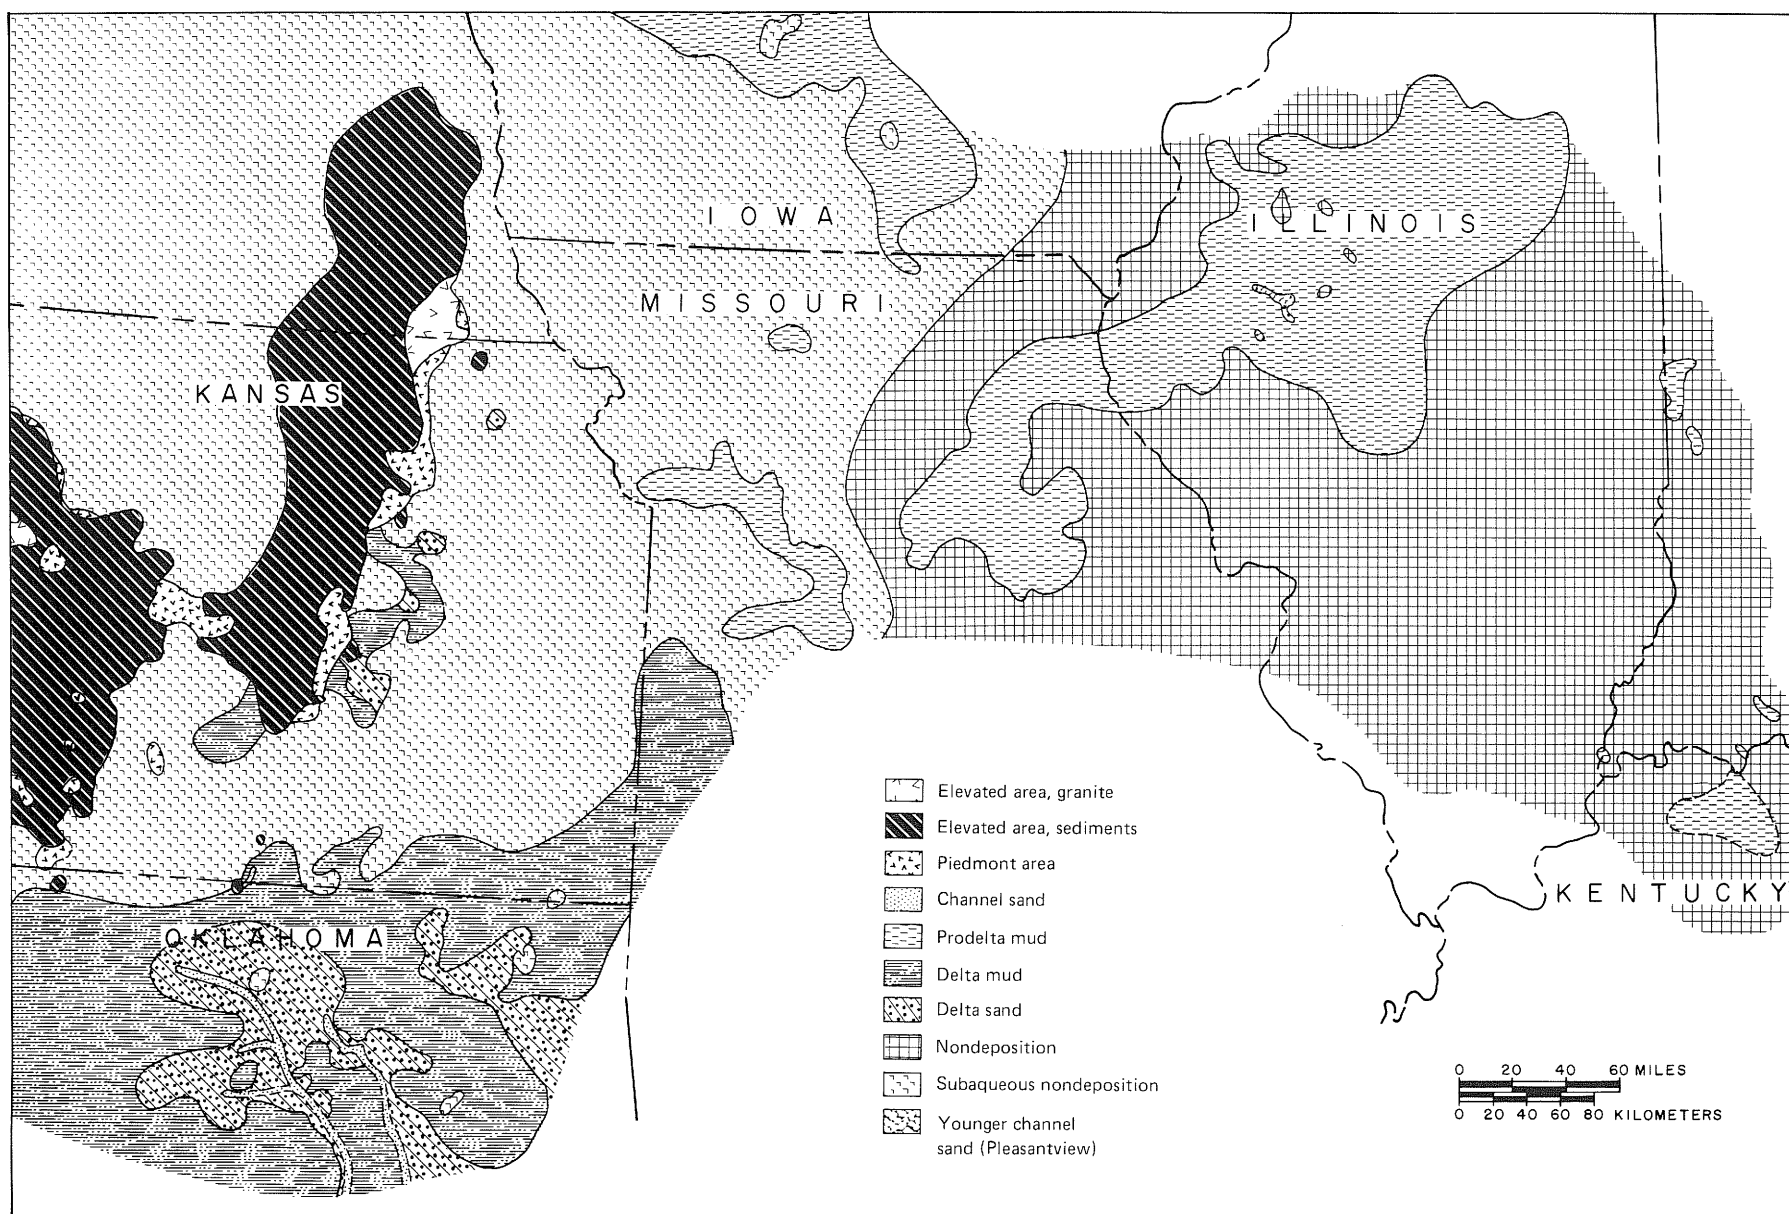 IOWA
ILLINOIS
MISSOURI
KANSAS
OKLAHOMA
KENTUCKY
Elevated area, granite
Elevated area, sediments
Piedmont area
Channel sand
Prodelta mud
Delta mud
Delta sand
Nondeposition
Subaqueous nondeposition
Younger channel
sand (Pleasantview)
0 20 40 60 MILES
0 20 40 60 80 KILOMETERS